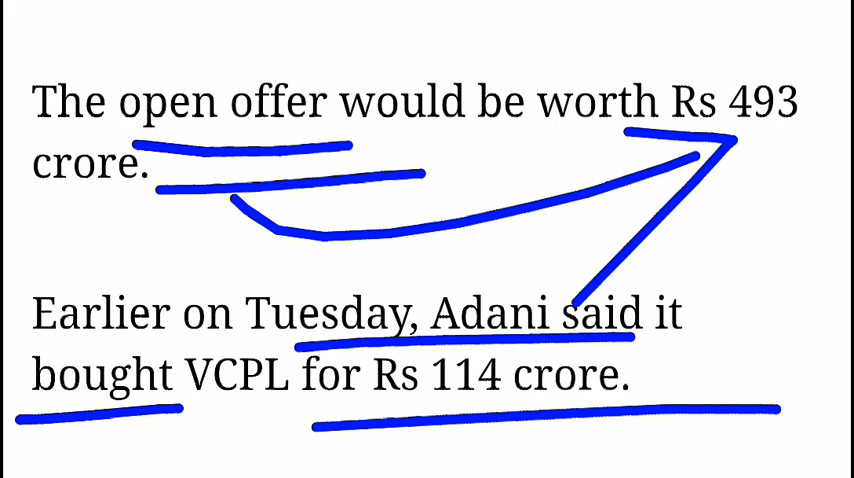 The open offer would be worth Rs 493
crore.
Earlier on Tuesday, Adani said it
bought VCPL for Rs 114 crore.